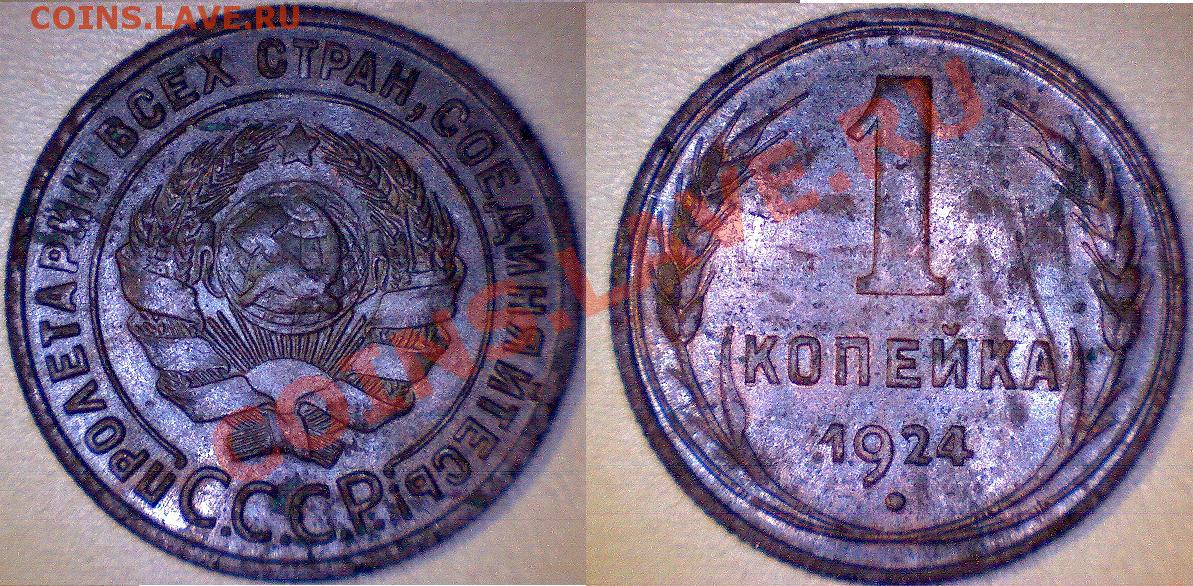 COINS.LAVE.RU
ПРОЛЕТАРИИ ВСЕХ СТРАН, СОЕДИНЯЙТЕСЬ!
С.С.С.Р.
1
КОПЕЙКА
1924
COINS.LAVE.RU